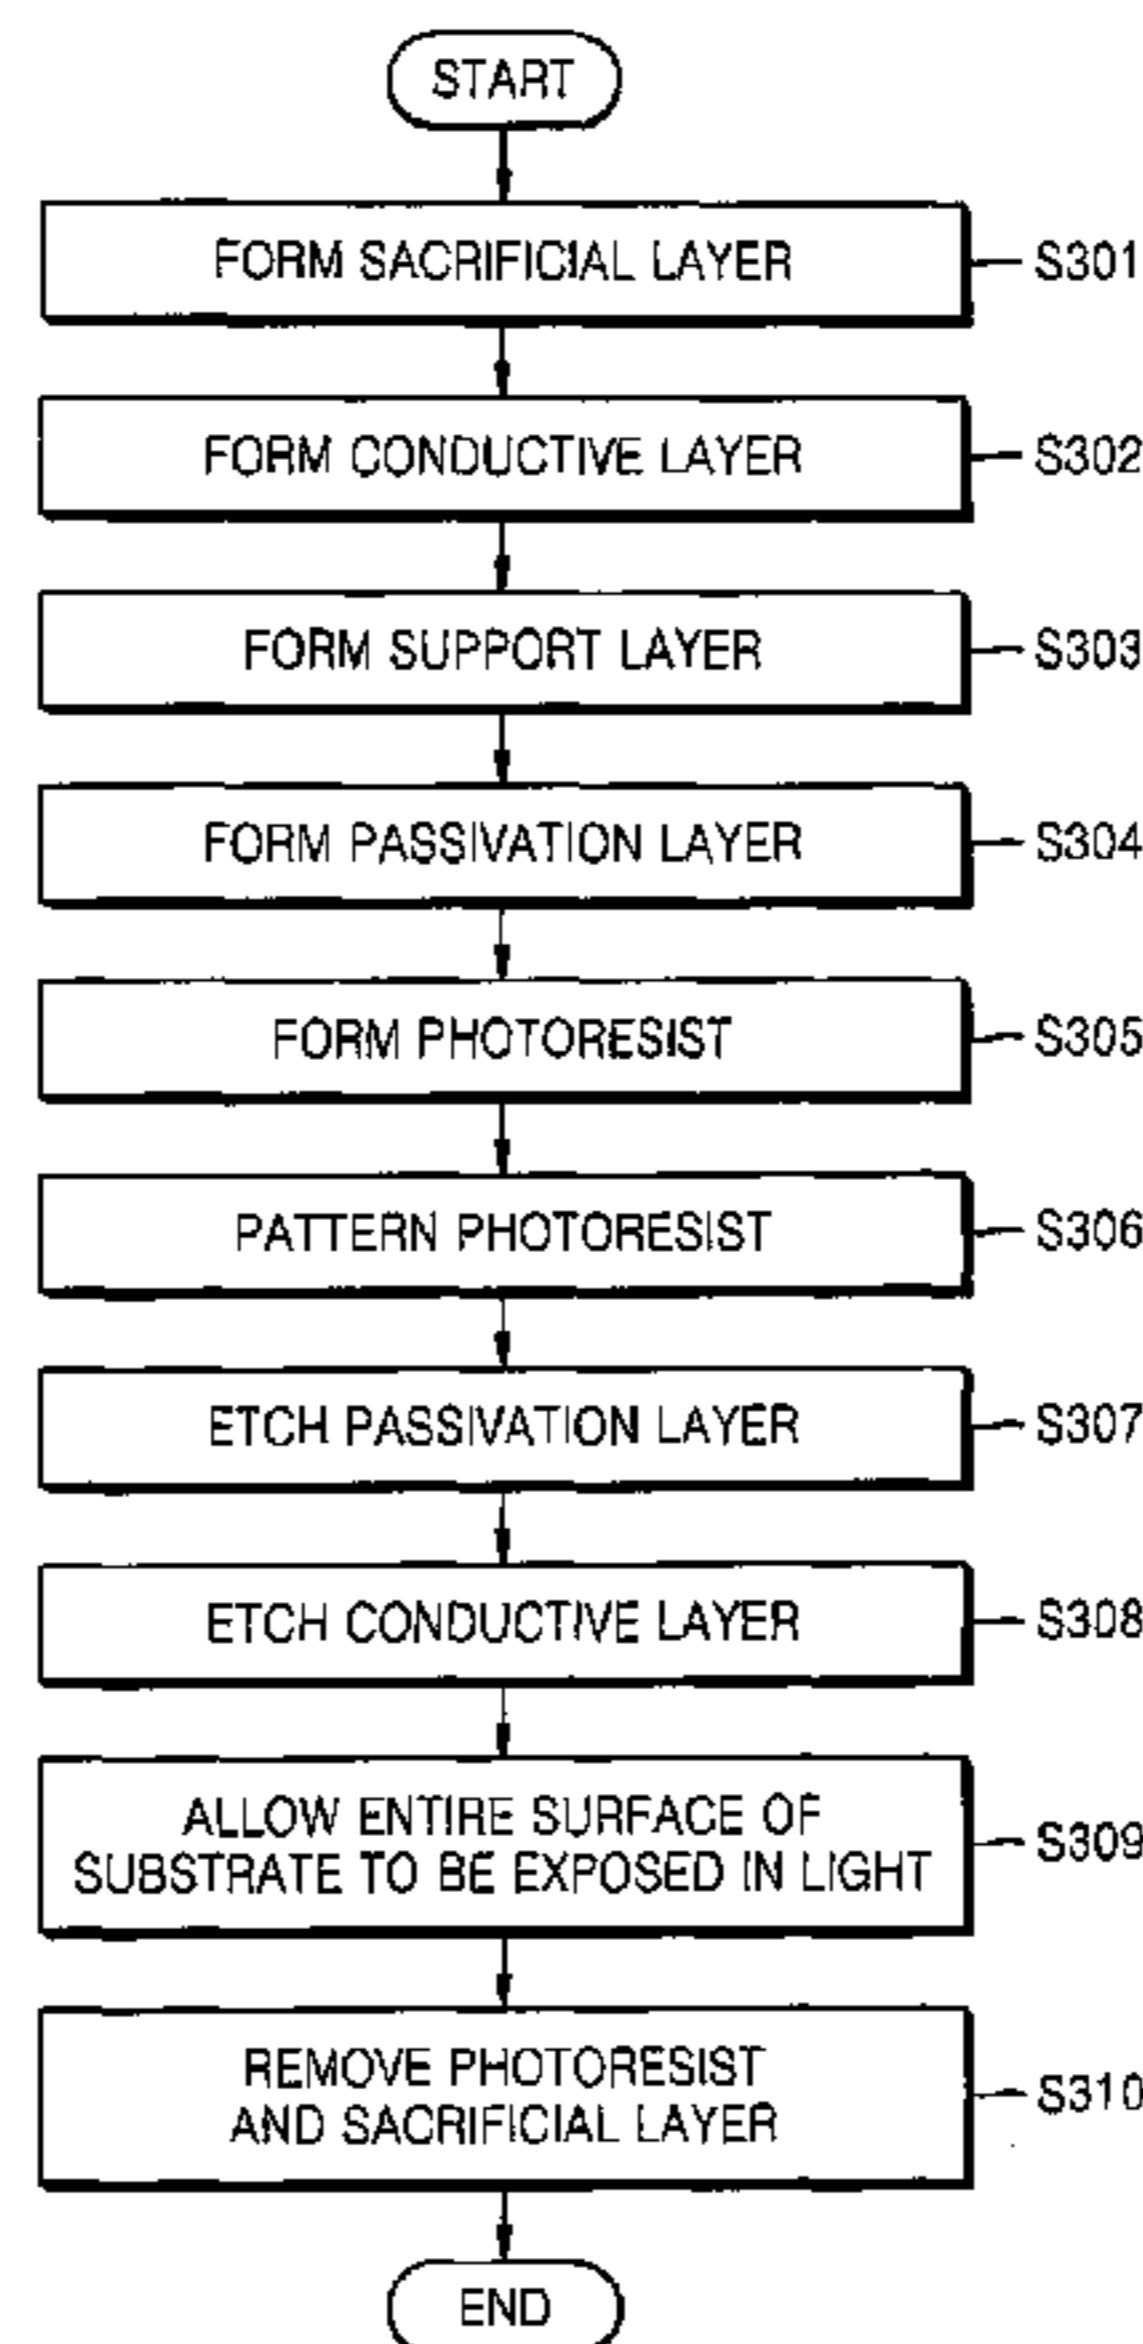 START
FORM SACRIFICIAL LAYER
S301
FORM CONDUCTIVE LAYER
S302
FORM SUPPORT LAYER
S303
FORM PASSIVATION LAYER
S304
FORM PHOTORESIST
S305
PATTERN PHOTORESIST
S306
ETCH PASSIVATION LAYER
S307
ETCH CONDUCTIVE LAYER
S308
ALLOW ENTIRE SURFACE OF
SUBSTRATE TO BE EXPOSED IN LIGHT
S309
REMOVE PHOTORESIST
AND SACRIFICIAL LAYER
S310
END